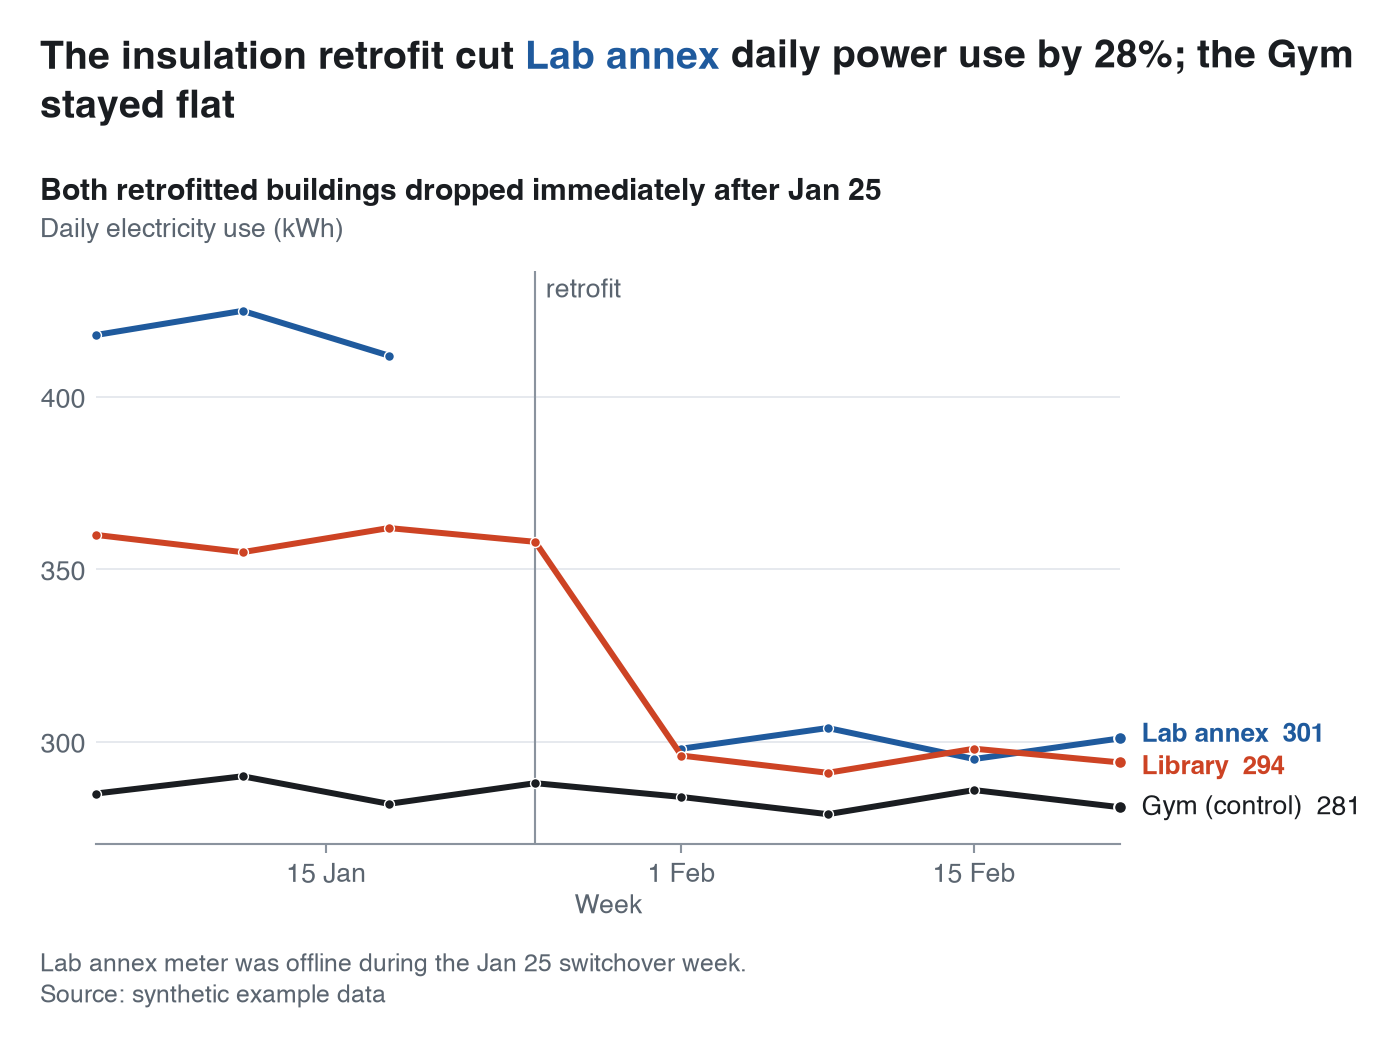 The insulation retrofit cut Lab annex daily power use by 28%; the Gym
stayed flat
Both retrofitted buildings dropped immediately after Jan 25
Daily electricity use (kWh)
retrofit
400
350
300
Lab annex 301
Library 294
Gym (control) 281
15 Jan
1 Feb
15 Feb
Week
Lab annex meter was offline during the Jan 25 switchover week.
Source: synthetic example data